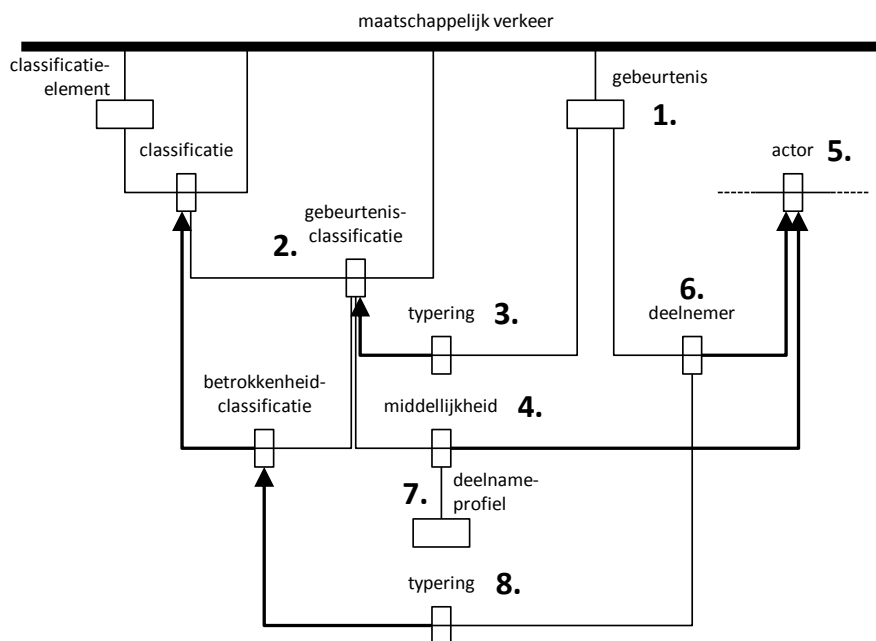 maatschappelijk verkeer
classificatie-
element
gebeurtenis
1.
classificatie
actor
5.
gebeurtenis-
classificatie
2.
6.
typering
3.
deelnemer
betrokkenheid-
classificatie
middellijkheid
4.
7.
deelname-
profiel
typering
8.